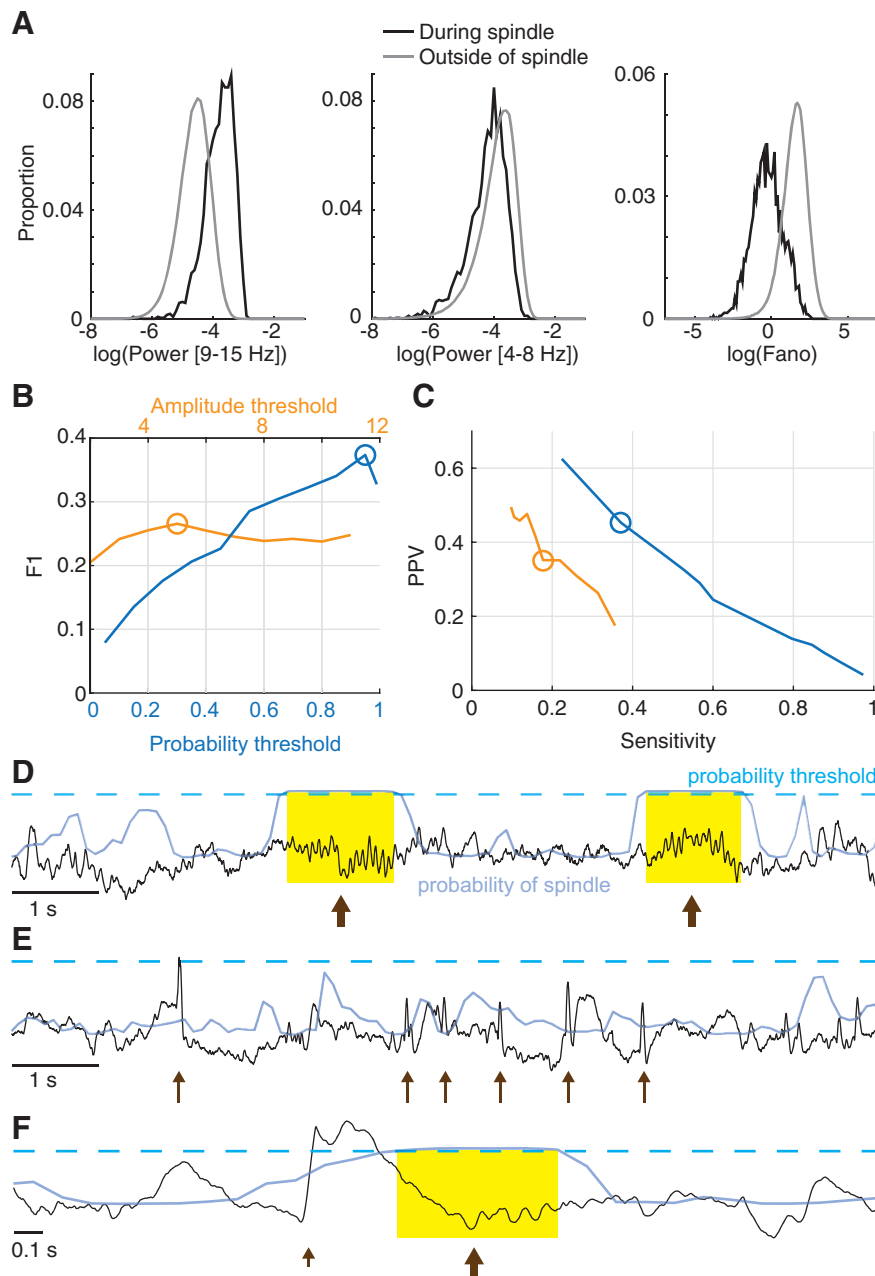 A
During spindle
Outside of spindle
Proportion
0.08
0.04
0
-8
-6
-4
-2
log(Power [9-15 Hz])
0.08
0.04
0
-8
-6
-4
-2
log(Power [4-8 Hz])
0.06
0.03
0
-5
0
5
log(Fano)
B
Amplitude threshold
4
8
12
F1
0.4
0.3
0.2
0.1
0
0
0.2
0.4
0.6
0.8
1
Probability threshold
C
PPV
0.6
0.4
0.2
0
0
0.2
0.4
0.6
0.8
1
Sensitivity
D
probability threshold
probability of spindle
1 s
E
1 s
F
0.1 s